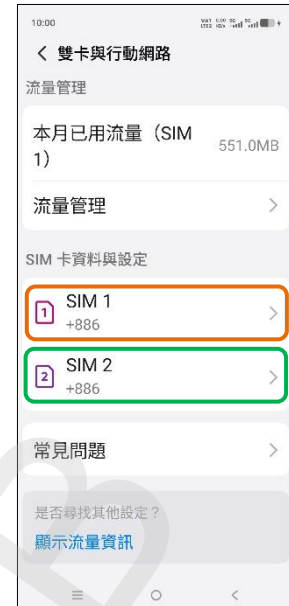 10:00
雙卡與行動網路
流量管理
本月已用流量（SIM
1）
551.0MB
流量管理
SIM 卡資料與設定
1
SIM 1
+886
2
SIM 2
+886
常見問題
是否尋找其他設定？
顯示流量資訊